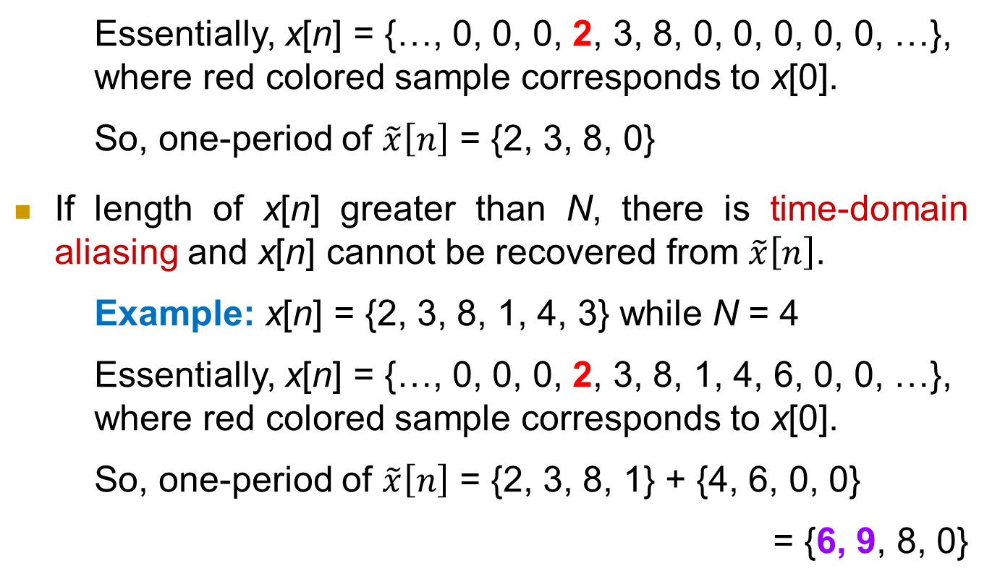 Essentially, x[n] = {…, 0, 0, 0, 2, 3, 8, 0, 0, 0, 0, 0, …},
where red colored sample corresponds to x[0].
So, one-period of x̃[n] = {2, 3, 8, 0}
If length of x[n] greater than N, there is time-domain
aliasing and x[n] cannot be recovered from x̃[n].
Example: x[n] = {2, 3, 8, 1, 4, 3} while N = 4
Essentially, x[n] = {…, 0, 0, 0, 2, 3, 8, 1, 4, 6, 0, 0, …},
where red colored sample corresponds to x[0].
So, one-period of x̃[n] = {2, 3, 8, 1} + {4, 6, 0, 0}
= {6, 9, 8, 0}